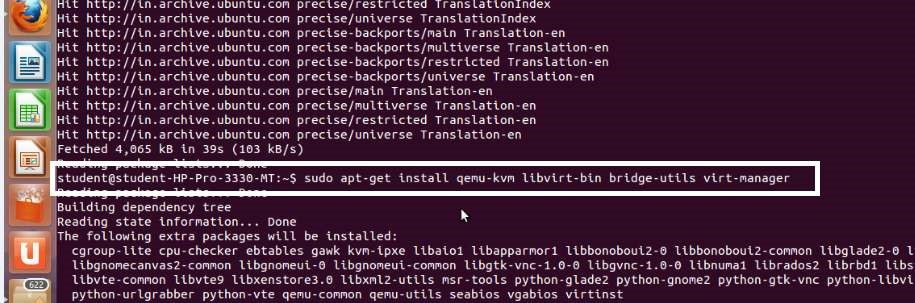 Hit http://in.archive.ubuntu.com precise/restricted TranslationIndex
Hit http://in.archive.ubuntu.com precise/universe TranslationIndex
Hit http://in.archive.ubuntu.com precise-backports/main Translation-en
Hit http://in.archive.ubuntu.com precise-backports/multiverse Translation-en
Hit http://in.archive.ubuntu.com precise-backports/restricted Translation-en
Hit http://in.archive.ubuntu.com precise-backports/universe Translation-en
Hit http://in.archive.ubuntu.com precise/main Translation-en
Hit http://in.archive.ubuntu.com precise/multiverse Translation-en
Hit http://in.archive.ubuntu.com precise/restricted Translation-en
Hit http://in.archive.ubuntu.com precise/universe Translation-en
Fetched 4,065 kB in 39s (103 kB/s)
Reading package lists... Done
student@student-HP-Pro-3330-MT:~$ sudo apt-get install qemu-kvm libvirt-bin bridge-utils virt-manager
Reading package lists... Done
Building dependency tree
Reading state information... Done
The following extra packages will be installed:
cgroup-lite cpu-checker ebtables gawk kvm-ipxe libaio1 libapparmor1 libbonoboui2-0 libbonoboui2-common libglade2-0 l
libgnomecanvas2-common libgnomeui-0 libgnomeui-common libgtk-vnc-1.0-0 libgvnc-1.0-0 libnuma1 librados2 librbd1 libs
libvte-common libvte9 libxenstore3.0 libxml2-utils msr-tools python-glade2 python-gnome2 python-gtk-vnc python-libvi
python-urlgrabber python-vte qemu-common qemu-utils seabios vgabios virtinst
622